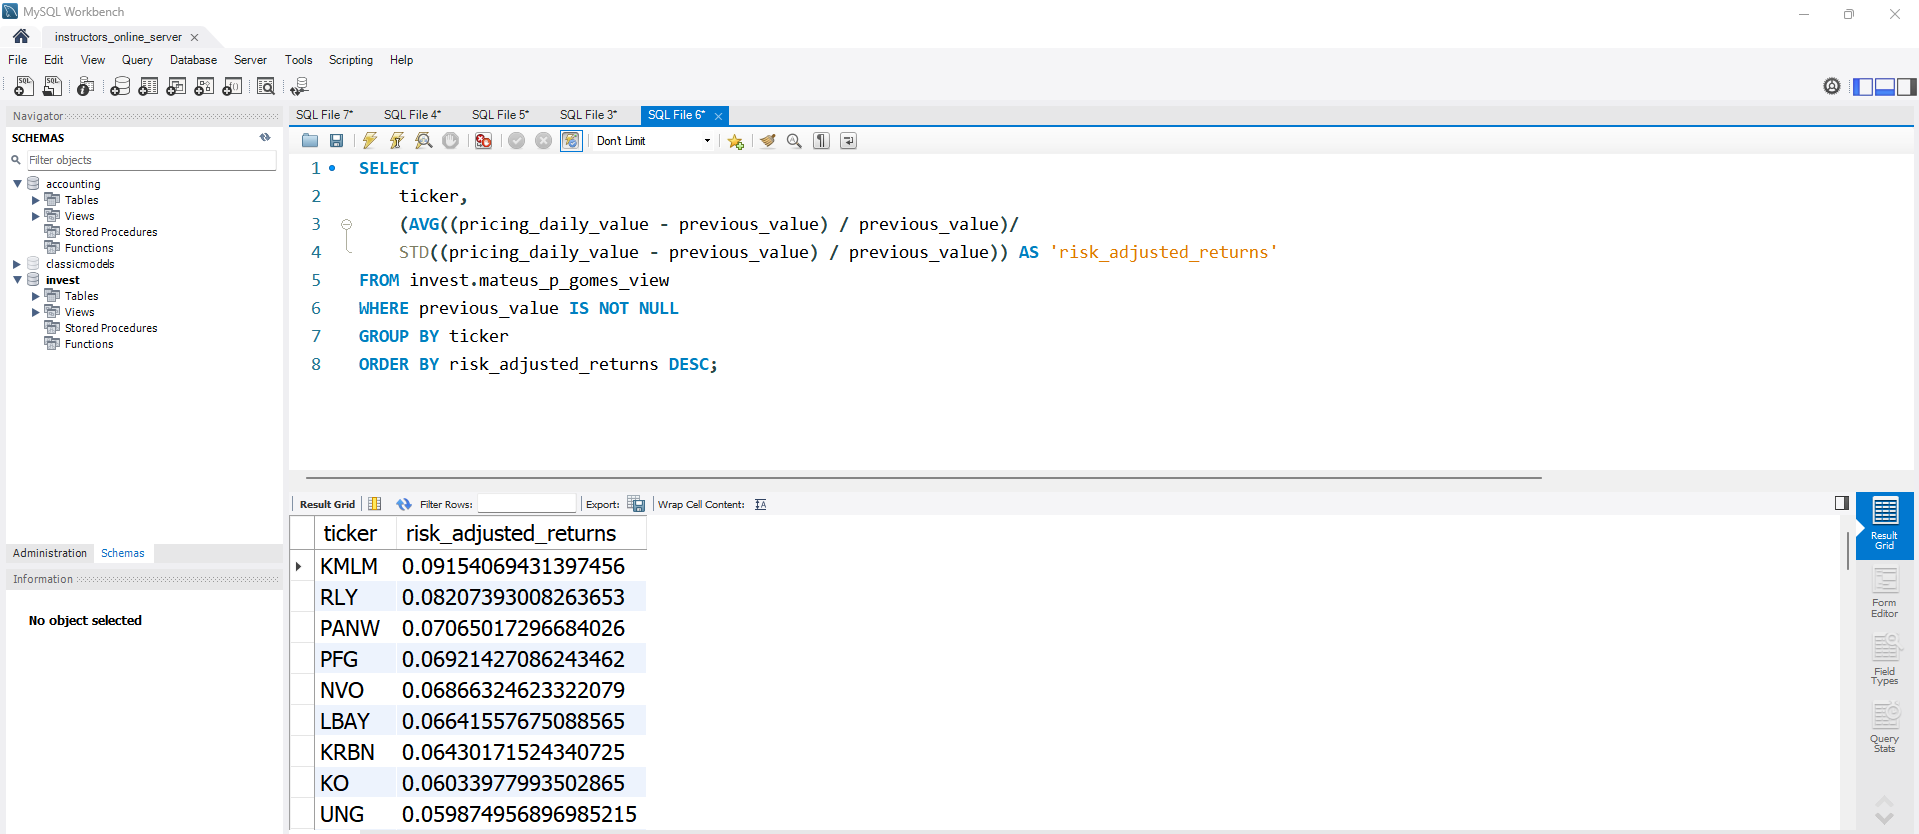 MySQL Workbench
instructors_online_server
File Edit View Query Database Server Tools Scripting Help
Navigator
SCHEMAS
Filter objects
accounting
Tables
Views
Stored Procedures
Functions
classicmodels
invest
Tables
Views
Stored Procedures
Functions
Administration Schemas
Information
No object selected
SQL File 7* SQL File 4* SQL File 5* SQL File 3* SQL File 6*
Don't Limit
1 SELECT
2 ticker,
3 (AVG((pricing_daily_value - previous_value) / previous_value)/
4 STD((pricing_daily_value - previous_value) / previous_value)) AS 'risk_adjusted_returns'
5 FROM invest.mateus_p_gomes_view
6 WHERE previous_value IS NOT NULL
7 GROUP BY ticker
8 ORDER BY risk_adjusted_returns DESC;
Result Grid Filter Rows: Export: Wrap Cell Content:
ticker risk_adjusted_returns
KMLM 0.09154069431397456
RLY 0.08207393008263653
PANW 0.07065017296684026
PFG 0.06921427086243462
NVO 0.06866324623322079
LBAY 0.06641557675088565
KRBN 0.06430171524340725
KO 0.06033977993502865
UNG 0.059874956896985215
Result
Grid
Form
Editor
Field
Types
Query
Stats